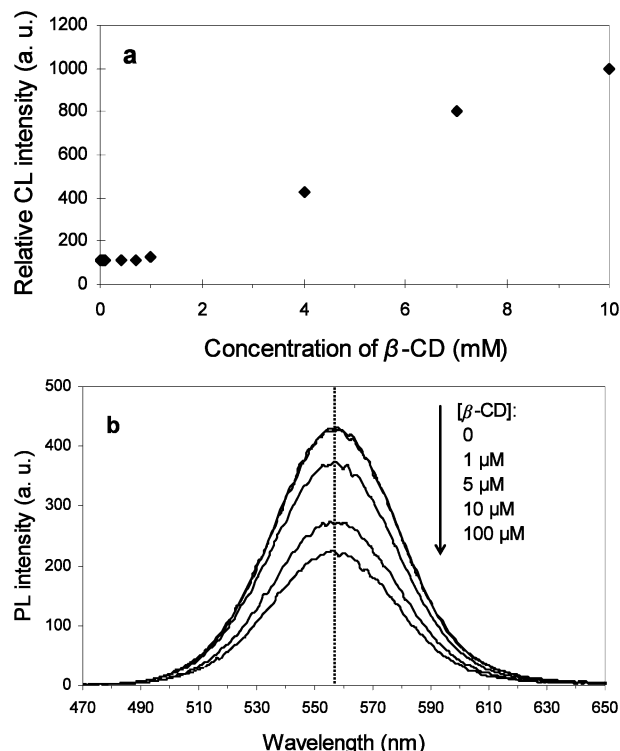 a
Relative CL intensity (a. u.)
1200
1000
800
600
400
200
0
0 2 4 6 8 10
Concentration of β-CD (mM)
b
PL intensity (a. u.)
500
400
300
200
100
0
[β-CD]:
0
1 µM
5 µM
10 µM
100 µM
470 490 510 530 550 570 590 610 630 650
Wavelength (nm)